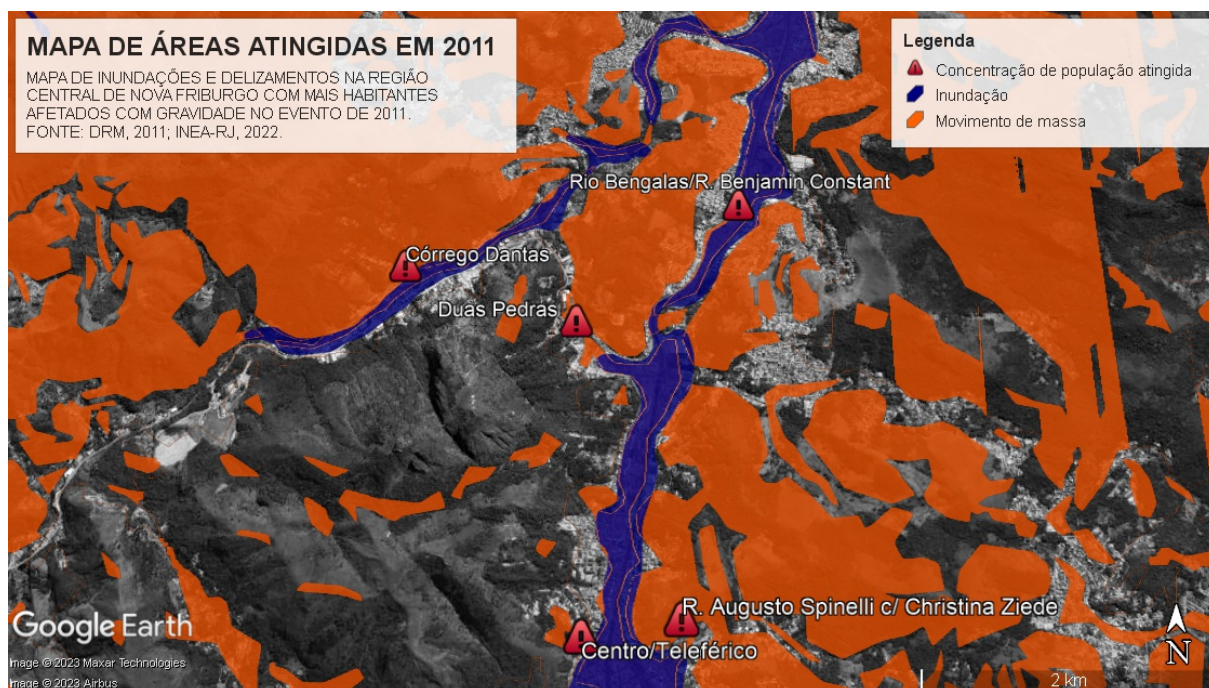 MAPA DE ÁREAS ATINGIDAS EM 2011
MAPA DE INUNDAÇÕES E DELIZAMENTOS NA REGIÃO
CENTRAL DE NOVA FRIBURGO COM MAIS HABITANTES
AFETADOS COM GRAVIDADE NO EVENTO DE 2011.
FONTE: DRM, 2011; INEA-RJ, 2022.
Legenda
Concentração de população atingida
Inundação
Movimento de massa
Rio Bengalas/R. Benjamin Constant
Córrego Dantas
Duas Pedras
R. Augusto Spinelli c/ Christina Ziede
Centro/Teleférico
Google Earth
Image © 2023 Maxar Technologies
Image © 2023 Airbus
N
2 km